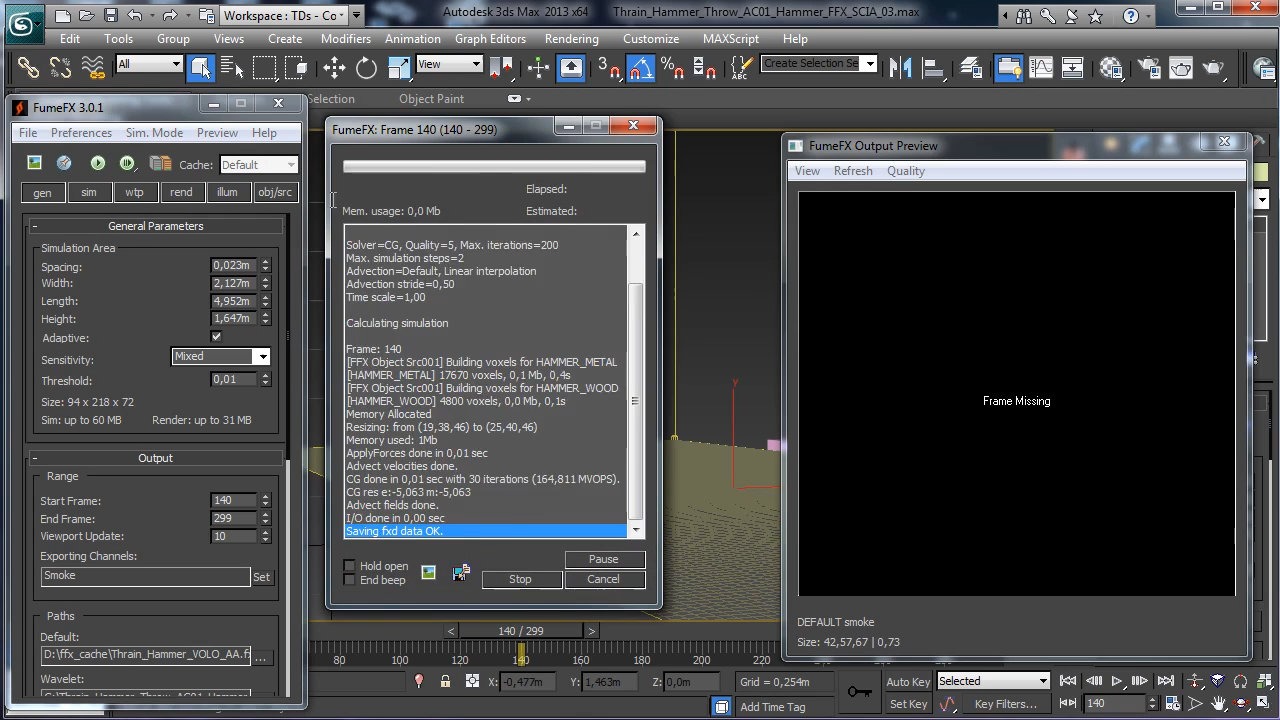 Workspace: TDs - Co
Autodesk 3ds Max 2013 x64
Thrain_Hammer_Throw_AC01_Hammer_FFX_SCIA_03.max
Edit Tools Group Views Create Modifiers Animation Graph Editors Rendering Customize MAXScript Help
All
View
3
Create Selection Se
Selection Object Paint
FumeFX 3.0.1
File Preferences Sim. Mode Preview Help
Cache: Default
gen sim wtp rend illum obj/src
- General Parameters
Simulation Area
Spacing: 0,023m
Width: 2,127m
Length: 4,952m
Height: 1,647m
Adaptive:
Sensitivity: Mixed
Threshold: 0,01
Size: 94 x 218 x 72
Sim: up to 60 MB Render: up to 31 MB
- Output
Range
Start Frame: 140
End Frame: 299
Viewport Update: 10
Exporting Channels:
Smoke Set
Paths
Default:
D:\ffx_cache\Thrain_Hammer_VOLO_AA.f ...
Wavelet:
FumeFX: Frame 140 (140 - 299)
Elapsed:
Mem. usage: 0,0 Mb Estimated:
Solver=CG, Quality=5, Max. iterations=200
Max. simulation steps=2
Advection=Default, Linear interpolation
Advection stride=0,50
Time scale=1,00
Calculating simulation
Frame: 140
[FFX Object Src001] Building voxels for HAMMER_METAL
[HAMMER_METAL] 17670 voxels, 0,1 Mb, 0,4s
[FFX Object Src001] Building voxels for HAMMER_WOOD
[HAMMER_WOOD] 4800 voxels, 0,0 Mb, 0,1s
Memory Allocated
Resizing: from (19,38,46) to (25,40,46)
Memory used: 1Mb
ApplyForces done in 0,01 sec
Advect velocities done.
CG done in 0,01 sec with 30 iterations (164,811 MVOPS).
CG res e:-5,063 m:-5,063
Advect fields done.
I/O done in 0,00 sec
Saving fxd data OK.
Hold open
End beep
Pause
Stop Cancel
FumeFX Output Preview
View Refresh Quality
Frame Missing
DEFAULT smoke
Size: 42,57,67 | 0,73
Y
< 140 / 299 >
80 100 120 140 160 180 200 220
X: -0,477m Y: 1,463m Z: 0,0m Grid = 0,254m
Add Time Tag
Auto Key Selected
Set Key Key Filters... 140